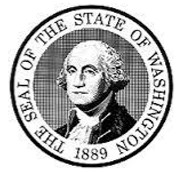 THE SEAL OF THE STATE OF WASHINGTON
1889